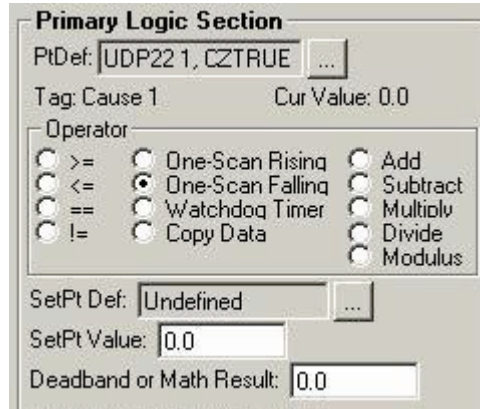 Primary Logic Section
PtDef: UDP22 1, CZTRUE ...
Tag: Cause 1 Cur Value: 0.0
Operator
>= One-Scan Rising Add
<= One-Scan Falling Subtract
== Watchdog Timer Multiply
!= Copy Data Divide
Modulus
SetPt Def: Undefined ...
SetPt Value: 0.0
Deadband or Math Result: 0.0